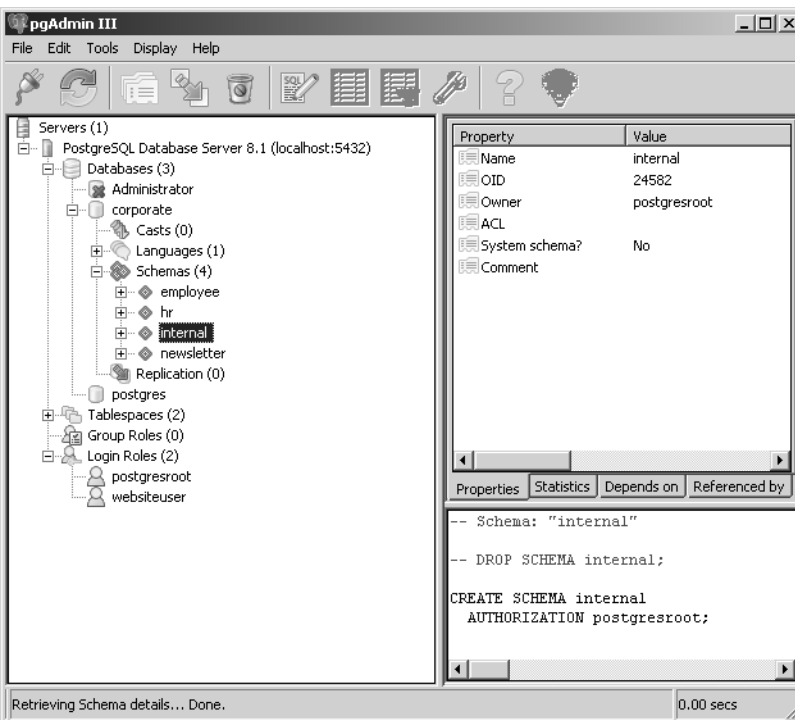 pgAdmin III
File Edit Tools Display Help
SQL
Servers (1)
PostgreSQL Database Server 8.1 (localhost:5432)
Databases (3)
Administrator
corporate
Casts (0)
Languages (1)
Schemas (4)
employee
hr
internal
newsletter
Replication (0)
postgres
Tablespaces (2)
Group Roles (0)
Login Roles (2)
postgresroot
websiteuser
Property Value
Name internal
OID 24582
Owner postgresroot
ACL
System schema? No
Comment
Properties Statistics Depends on Referenced by
-- Schema: "internal"
-- DROP SCHEMA internal;
CREATE SCHEMA internal
AUTHORIZATION postgresroot;
Retrieving Schema details... Done. 0.00 secs